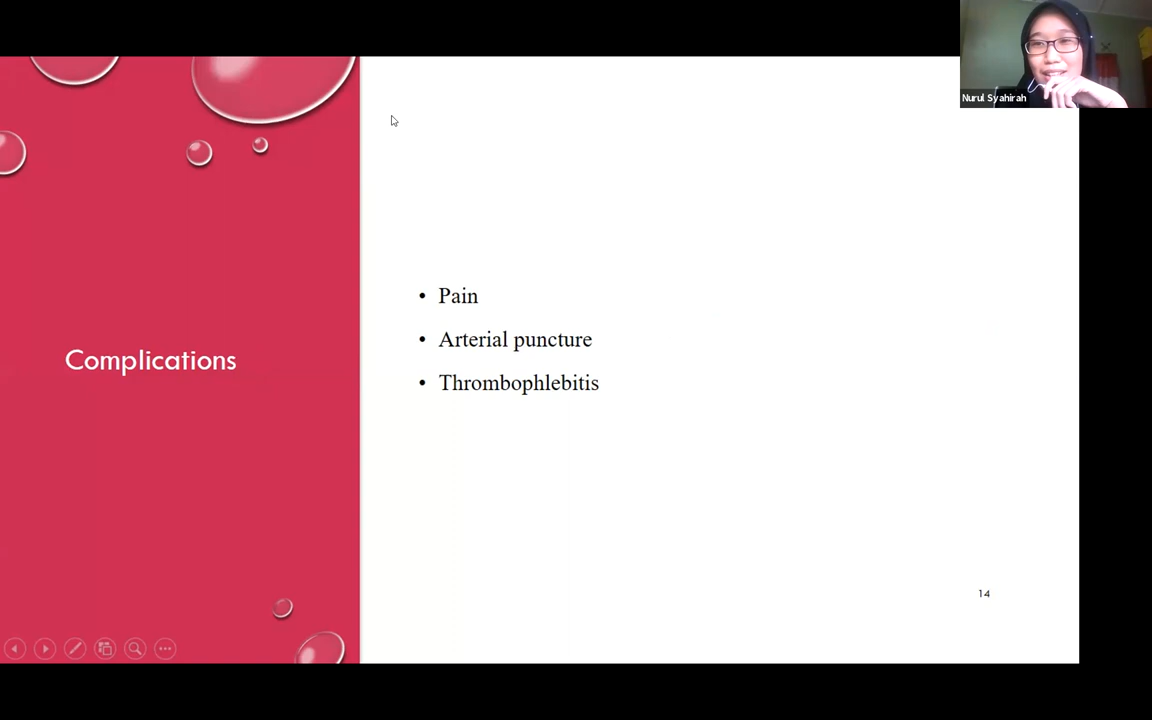 Nurul Syahirah
Complications
• Pain
• Arterial puncture
• Thrombophlebitis
14